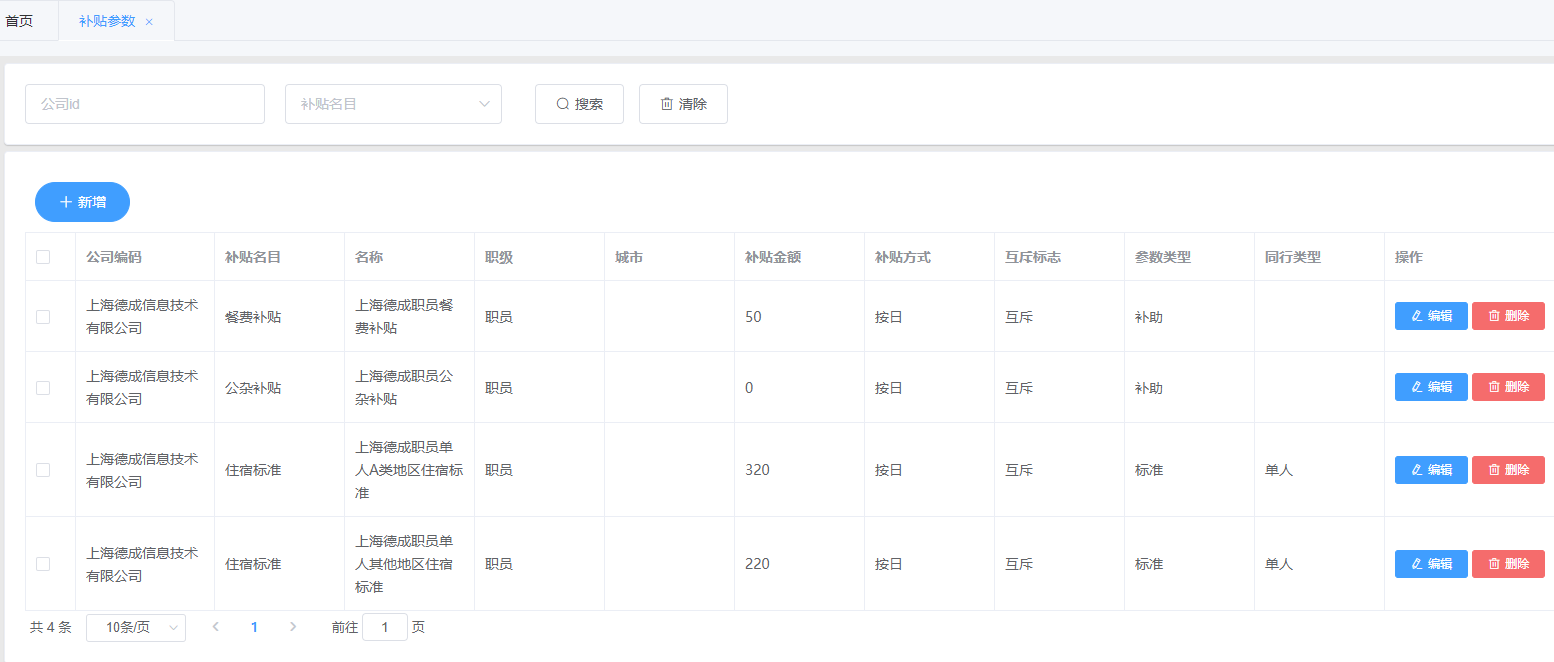 首页 补贴参数 ×
公司id 补贴名目 搜索 清除
+ 新增
公司编码 补贴名目 名称 职级 城市 补贴金额 补贴方式 互斥标志 参数类型 同行类型 操作
上海德成信息技术有限公司 餐费补贴 上海德成职员餐费补贴 职员 50 按日 互斥 补助 编辑 删除
上海德成信息技术有限公司 公杂补贴 上海德成职员公杂补贴 职员 0 按日 互斥 补助 编辑 删除
上海德成信息技术有限公司 住宿标准 上海德成职员单人A类地区住宿标准 职员 320 按日 互斥 标准 单人 编辑 删除
上海德成信息技术有限公司 住宿标准 上海德成职员单人其他地区住宿标准 职员 220 按日 互斥 标准 单人 编辑 删除
共 4 条 10条/页 < 1 > 前往 1 页